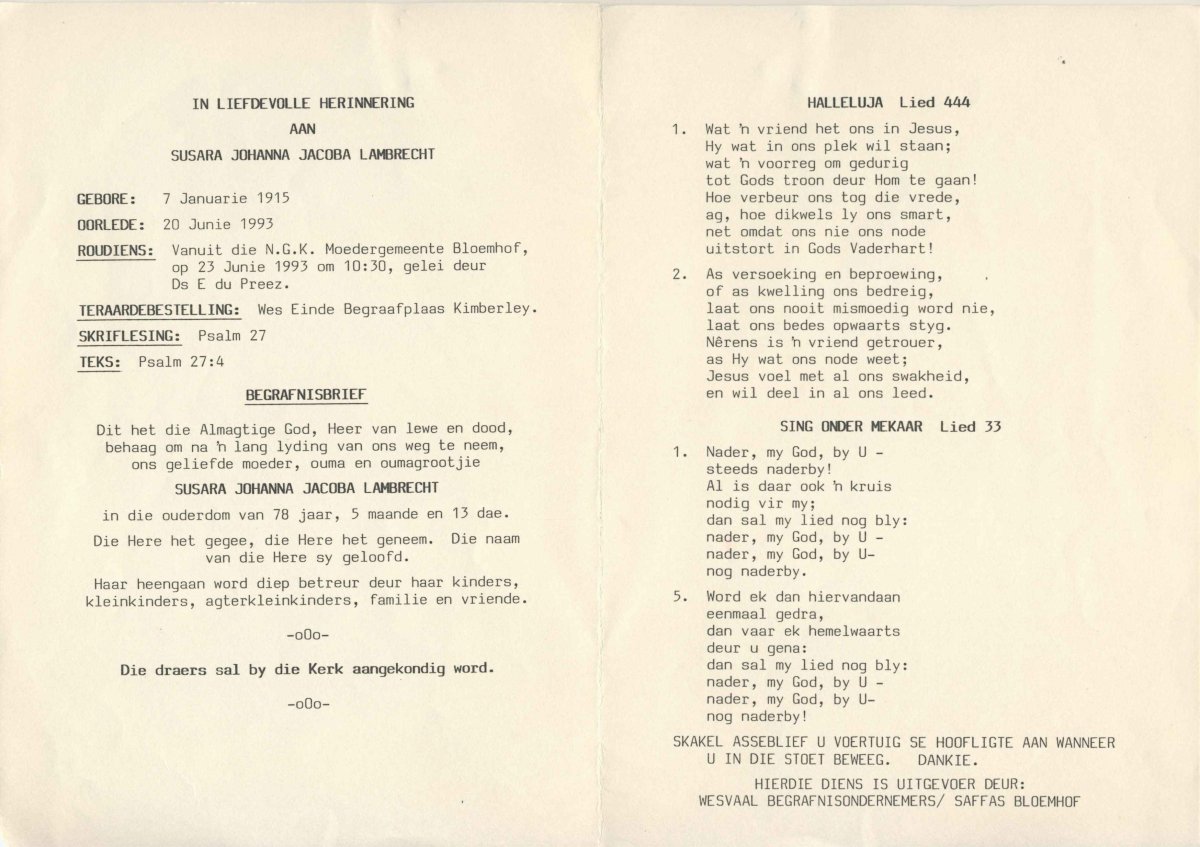 IN LIEFDEVOLLE HERINNERING
AAN
SUSARA JOHANNA JACOBA LAMBRECHT
GEBORE: 7 Januarie 1915
OORLEDE: 20 Junie 1993
ROUDIENS: Vanuit die N.G.K. Moedergemeente Bloemhof,
op 23 Junie 1993 om 10:30, gelei deur
Ds E du Preez.
TERAARDEBESTELLING: Wes Einde Begraafplaas Kimberley.
SKRIFLESING: Psalm 27
TEKS: Psalm 27:4
BEGRAFNISBRIEF
Dit het die Almagtige God, Heer van lewe en dood,
behaag om na 'n lang lyding van ons weg te neem,
ons geliefde moeder, ouma en oumagrootjie
SUSARA JOHANNA JACOBA LAMBRECHT
in die ouderdom van 78 jaar, 5 maande en 13 dae.
Die Here het gegee, die Here het geneem. Die naam
van die Here sy geloofd.
Haar heengaan word diep betreur deur haar kinders,
kleinkinders, agterkleinkinders, familie en vriende.
-oOo-
Die draers sal by die Kerk aangekondig word.
-oOo-
HALLELUJA Lied 444
1. Wat 'n vriend het ons in Jesus,
Hy wat in ons plek wil staan;
wat 'n voorreg om gedurig
tot Gods troon deur Hom te gaan!
Hoe verbeur ons tog die vrede,
ag, hoe dikwels ly ons smart,
net omdat ons nie ons node
uitstort in Gods Vaderhart!
2. As versoeking en beproewing,
of as kwelling ons bedreig,
laat ons nooit mismoedig word nie,
laat ons bedes opwaarts styg.
Nêrens is 'n vriend getrouer,
as Hy wat ons node weet;
Jesus voel met al ons swakheid,
en wil deel in al ons leed.
SING ONDER MEKAAR Lied 33
1. Nader, my God, by U -
steeds naderby!
Al is daar ook 'n kruis
nodig vir my;
dan sal my lied nog bly:
nader, my God, by U -
nader, my God, by U-
nog naderby.
5. Word ek dan hiervandaan
eenmaal gedra,
dan vaar ek hemelwaarts
deur u gena:
dan sal my lied nog bly:
nader, my God, by U -
nader, my God, by U-
nog naderby!
SKAKEL ASSEBLIEF U VOERTUIG SE HOOFLIGTE AAN WANNEER
U IN DIE STOET BEWEEG. DANKIE.
HIERDIE DIENS IS UITGEVOER DEUR:
WESVAAL BEGRAFNISONDERNEMERS/ SAFFAS BLOEMHOF